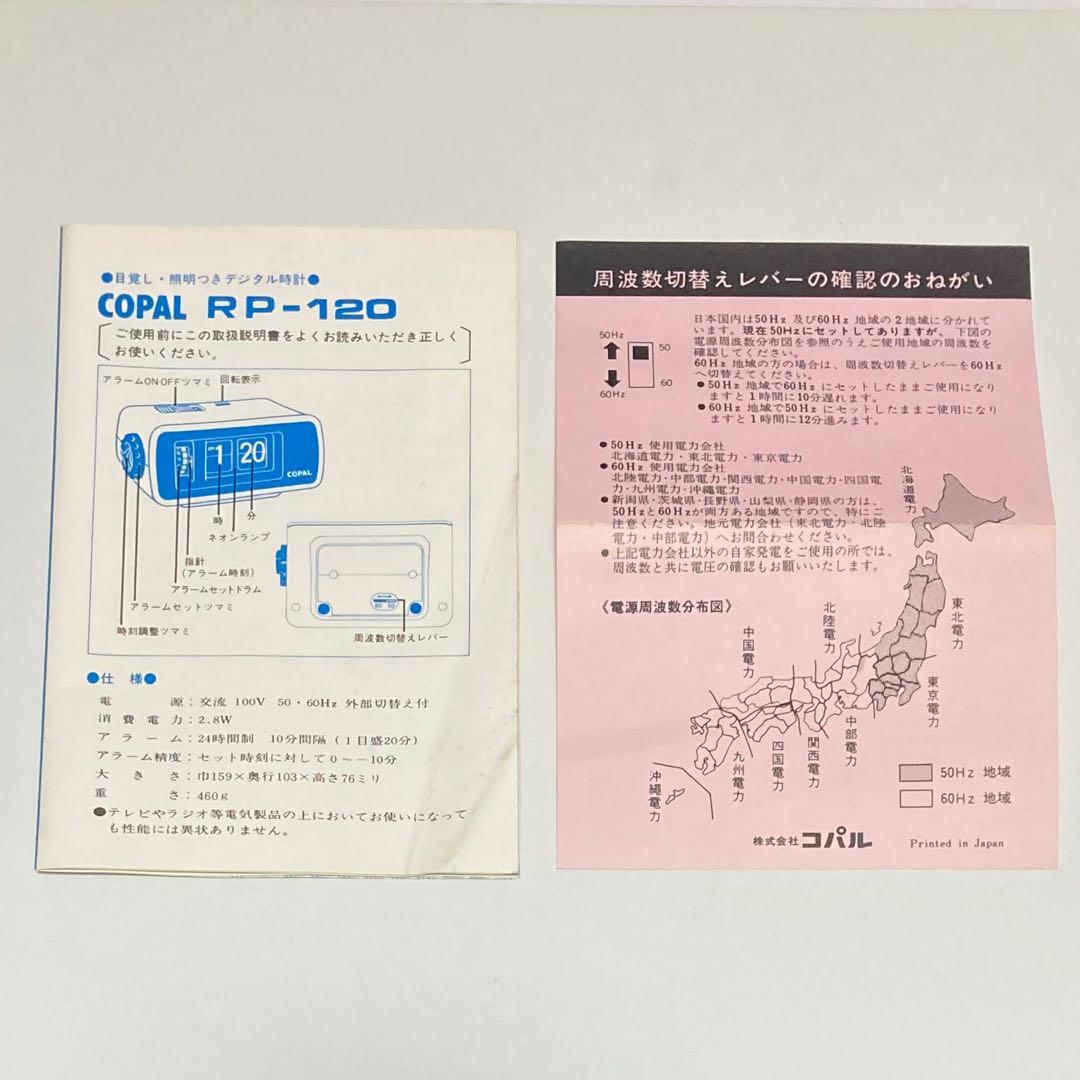 ●目覚し・照明つきデジタル時計●
COPAL RP-120
ご使用前にこの取扱説明書をよくお読みいただき正しく
お使いください。
アラームON・OFFツマミ
回転表示
1
20
COPAL
時
分
ネオンランプ
指針
(アラーム時刻)
アラームセットドラム
アラームセットツマミ
時刻調整ツマミ
60 50
周波数切替えレバー
●仕 様●
電 源：交流 100V 50・60Hz 外部切替え付
消 費 電 力：2.8W
ア ラ ー ム：24時間制 10分間隔（1目盛20分）
アラーム精度：セット時刻に対して0～-10分
大 き さ：巾159×奥行103×高さ76ミリ
重 さ：460g
●テレビやラジオ等電気製品の上においてお使いになって
も性能には異状ありません。
周波数切替えレバーの確認のおねがい
50Hz
50
60
60Hz
日本国内は50Hz 及び60Hz 地域の2地域に分かれて
います。現在50Hzにセットしてありますが、下図の
電源周波数分布図を参照のうえご使用地域の周波数を
確認してください。
60Hz 地域の方の場合は、周波数切替えレバーを60Hz
へ切替えてください。
●50Hz 地域で60Hz にセットしたままご使用になり
ますと1時間に10分遅れます。
●60Hz 地域で50Hz にセットしたままご使用になり
ますと1時間に12分進みます。
●50Hz 使用電力会社
北海道電力・東北電力・東京電力
●60Hz 使用電力会社
北陸電力・中部電力・関西電力・中国電力・四国電
力・九州電力・沖縄電力
●新潟県・茨城県・長野県・山梨県・静岡県の方は、
50Hzと60Hzが両方ある地域ですので、特にご
注意ください。地元電力会社（東北電力・北陸
電力・中部電力）へお問合わせください。
●上記電力会社以外の自家発電をご使用の所では、
周波数と共に電圧の確認もお願いいたします。
《電源周波数分布図》
北海道電力
東北電力
東京電力
北陸電力
中国電力
中部電力
関西電力
四国電力
九州電力
沖縄電力
50Hz 地域
60Hz 地域
株式会社 コパル
Printed in Japan